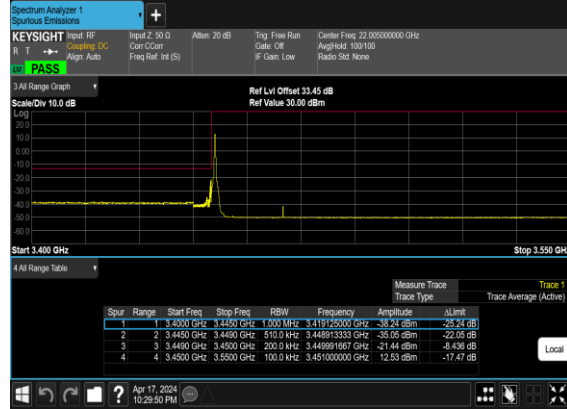 Spectrum Analyzer 1
Spurious Emissions
KEYSIGHT Input: RF Input Z: 50 Ω Atten: 20 dB Trig: Free Run Center Freq: 22.005000000 GHz
R T Coupling: DC Corr CCorr Gate: Off Avg|Hold: 100/100
Align: Auto Freq Ref: Int (S) IF Gain: Low Radio Std: None
PASS
3 All Range Graph Ref Lvl Offset 33.45 dB
Scale/Div 10.0 dB Ref Value 30.00 dBm
Log
20.0
10.0
0.00
-10.0
-20.0
-30.0
-40.0
-50.0
-60.0
Start 3.400 GHz Stop 3.550 GH
4 All Range Table
Measure Trace Trace 1
Trace Type Trace Average (Active)
Spur Range Start Freq Stop Freq RBW Frequency Amplitude ΔLimit
1 1 3.4000 GHz 3.4450 GHz 1.000 MHz 3.419125000 GHz -38.24 dBm -25.24 dB
2 2 3.4450 GHz 3.4490 GHz 510.0 kHz 3.448913333 GHz -35.05 dBm -22.05 dB
3 3 3.4490 GHz 3.4500 GHz 200.0 kHz 3.449991667 GHz -21.44 dBm -8.436 dB
4 4 3.4500 GHz 3.5500 GHz 100.0 kHz 3.451000000 GHz 12.53 dBm -17.47 dB
Local
? Apr 17, 2024
10:29:50 PM